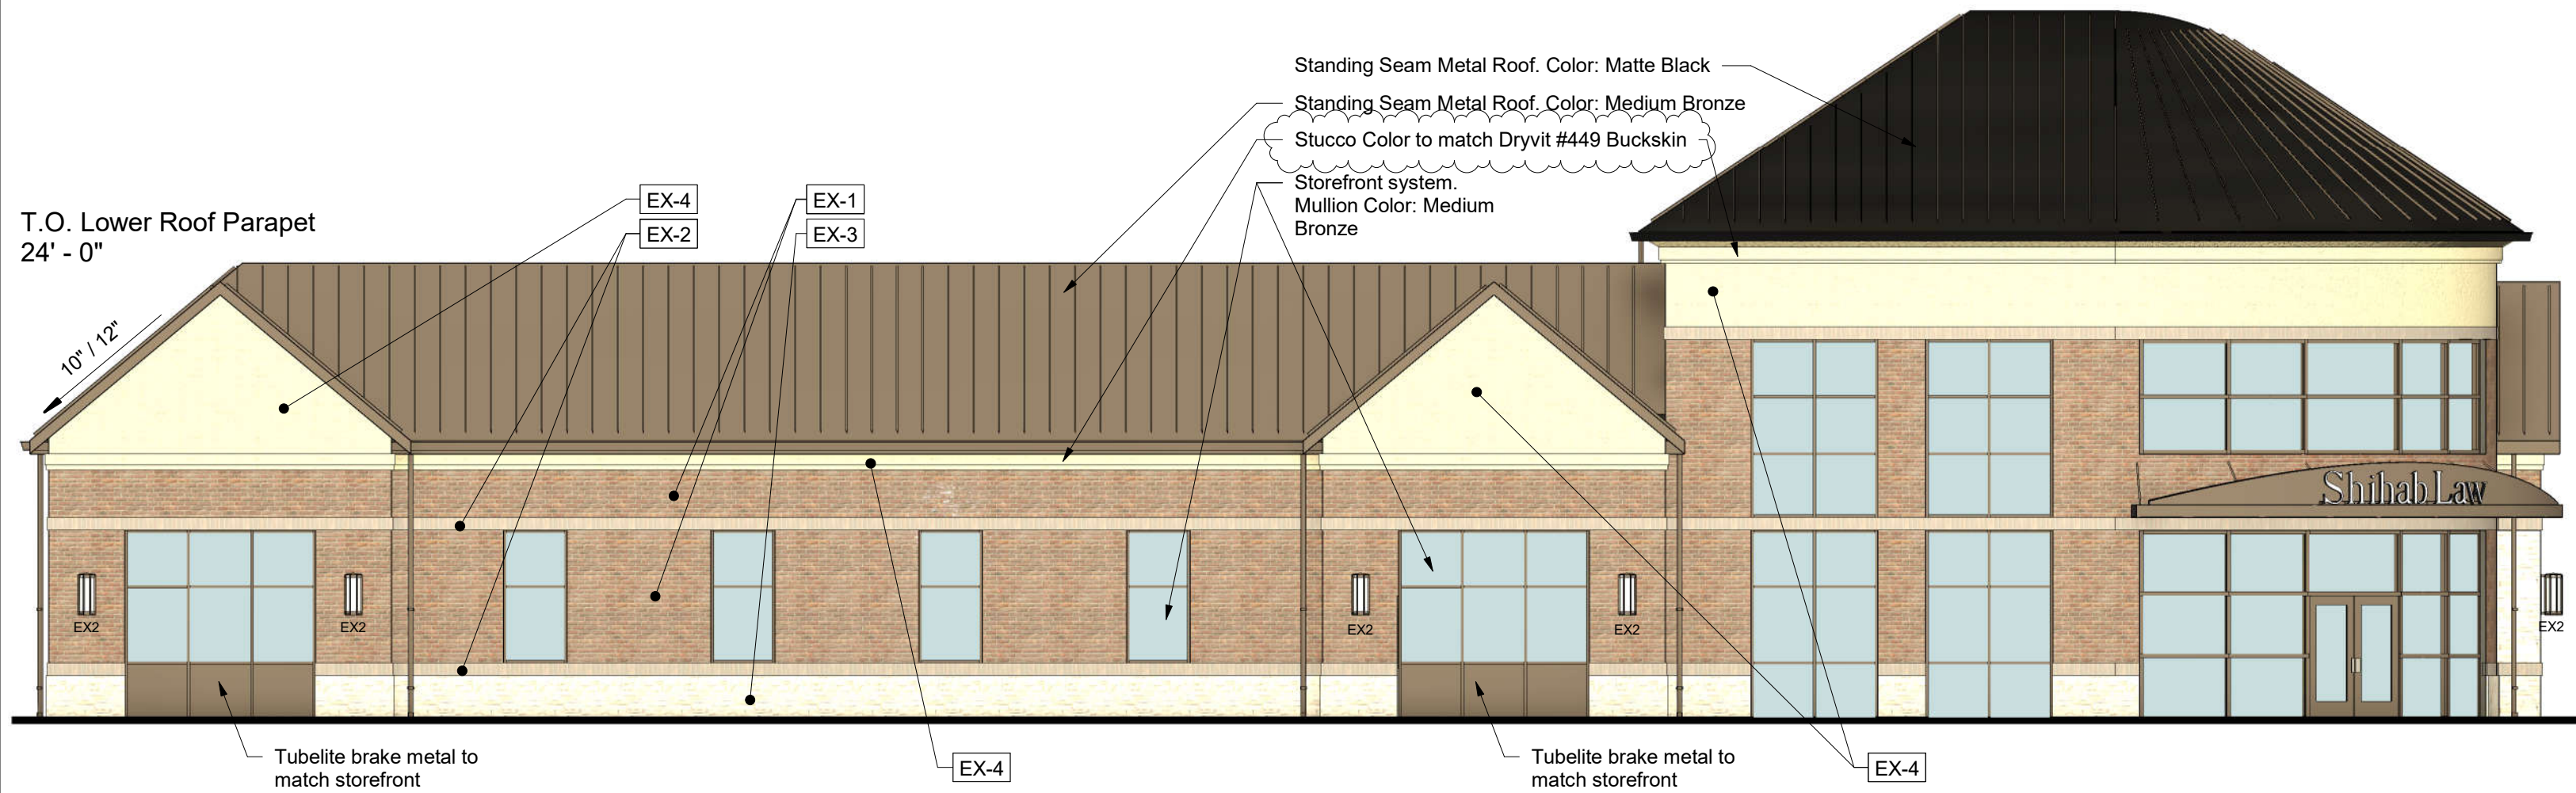 Standing Seam Metal Roof. Color: Matte Black
Standing Seam Metal Roof. Color: Medium Bronze
Stucco Color to match Dryvit #449 Buckskin
Storefront system.
Mullion Color: Medium
Bronze
EX-4
EX-2
EX-1
EX-3
T.O. Lower Roof Parapet
24' - 0"
10" / 12"
Shihab Law
EX2
EX2
EX2
EX2
EX2
Tubelite brake metal to
match storefront
EX-4
Tubelite brake metal to
match storefront
EX-4